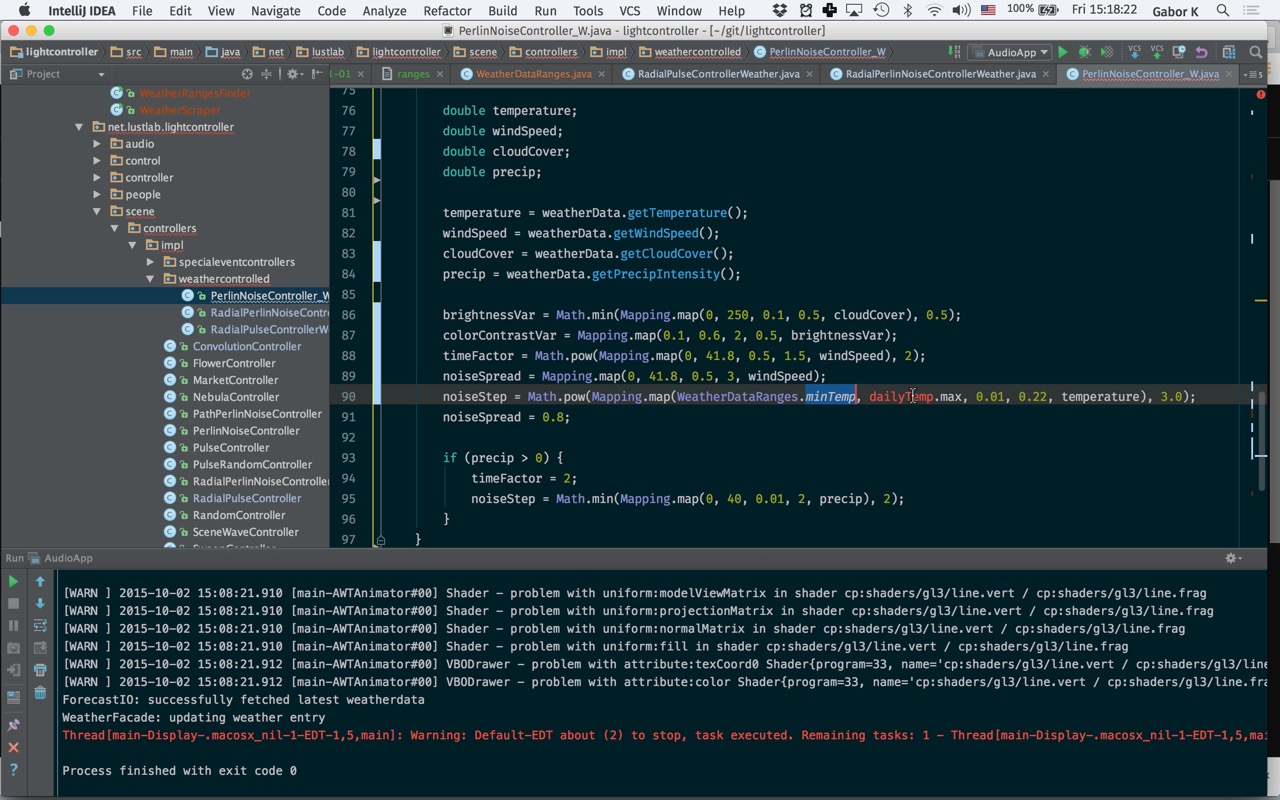 IntelliJ IDEA File Edit View Navigate Code Analyze Refactor Build Run Tools VCS Window Help 100% Fri 15:18:22 Gabor K
PerlinNoiseController_W.java - lightcontroller - [~/git/lightcontroller]
lightcontroller src main java net lustlab lightcontroller scene controllers impl weathercontrolled PerlinNoiseController_W AudioApp VCS VCS
Project
l-01 ranges WeatherDataRanges.java RadialPulseControllerWeather.java RadialPerlinNoiseControllerWeather.java PerlinNoiseController_W.java
WeatherRangesFinder
WeatherScraper
net.lustlab.lightcontroller
audio
control
controller
people
scene
controllers
impl
specialeventcontrollers
weathercontrolled
PerlinNoiseController_W
RadialPerlinNoiseContro
RadialPulseControllerW
ConvolutionController
FlowerController
MarketController
NebulaController
PathPerlinNoiseController
PerlinNoiseController
PulseController
PulseRandomController
RadialPerlinNoiseController
RadialPulseController
RandomController
SceneWaveController
75
76 double temperature;
77 double windSpeed;
78 double cloudCover;
79 double precip;
80
81 temperature = weatherData.getTemperature();
82 windSpeed = weatherData.getWindSpeed();
83 cloudCover = weatherData.getCloudCover();
84 precip = weatherData.getPrecipIntensity();
85
86 brightnessVar = Math.min(Mapping.map(0, 250, 0.1, 0.5, cloudCover), 0.5);
87 colorContrastVar = Mapping.map(0.1, 0.6, 2, 0.5, brightnessVar);
88 timeFactor = Math.pow(Mapping.map(0, 41.8, 0.5, 1.5, windSpeed), 2);
89 noiseSpread = Mapping.map(0, 41.8, 0.5, 3, windSpeed);
90 noiseStep = Math.pow(Mapping.map(WeatherDataRanges.minTemp, dailyTemp.max, 0.01, 0.22, temperature), 3.0);
91 noiseSpread = 0.8;
92
93 if (precip > 0) {
94 timeFactor = 2;
95 noiseStep = Math.min(Mapping.map(0, 40, 0.01, 2, precip), 2);
96 }
97 }
Run AudioApp
[WARN ] 2015-10-02 15:08:21.910 [main-AWTAnimator#00] Shader - problem with uniform:modelViewMatrix in shader cp:shaders/gl3/line.vert / cp:shaders/gl3/line.frag
[WARN ] 2015-10-02 15:08:21.910 [main-AWTAnimator#00] Shader - problem with uniform:projectionMatrix in shader cp:shaders/gl3/line.vert / cp:shaders/gl3/line.frag
[WARN ] 2015-10-02 15:08:21.910 [main-AWTAnimator#00] Shader - problem with uniform:normalMatrix in shader cp:shaders/gl3/line.vert / cp:shaders/gl3/line.frag
[WARN ] 2015-10-02 15:08:21.910 [main-AWTAnimator#00] Shader - problem with uniform:fill in shader cp:shaders/gl3/line.vert / cp:shaders/gl3/line.frag
[WARN ] 2015-10-02 15:08:21.912 [main-AWTAnimator#00] VBODrawer - problem with attribute:texCoord0 Shader{program=33, name='cp:shaders/gl3/line.vert / cp:shaders/gl3/line
[WARN ] 2015-10-02 15:08:21.912 [main-AWTAnimator#00] VBODrawer - problem with attribute:color Shader{program=33, name='cp:shaders/gl3/line.vert / cp:shaders/gl3/line.fra
ForecastIO: successfully fetched latest weatherdata
WeatherFacade: updating weather entry
Thread[main-Display-.macosx_nil-1-EDT-1,5,main]: Warning: Default-EDT about (2) to stop, task executed. Remaining tasks: 1 - Thread[main-Display-.macosx_nil-1-EDT-1,5,mai
Process finished with exit code 0